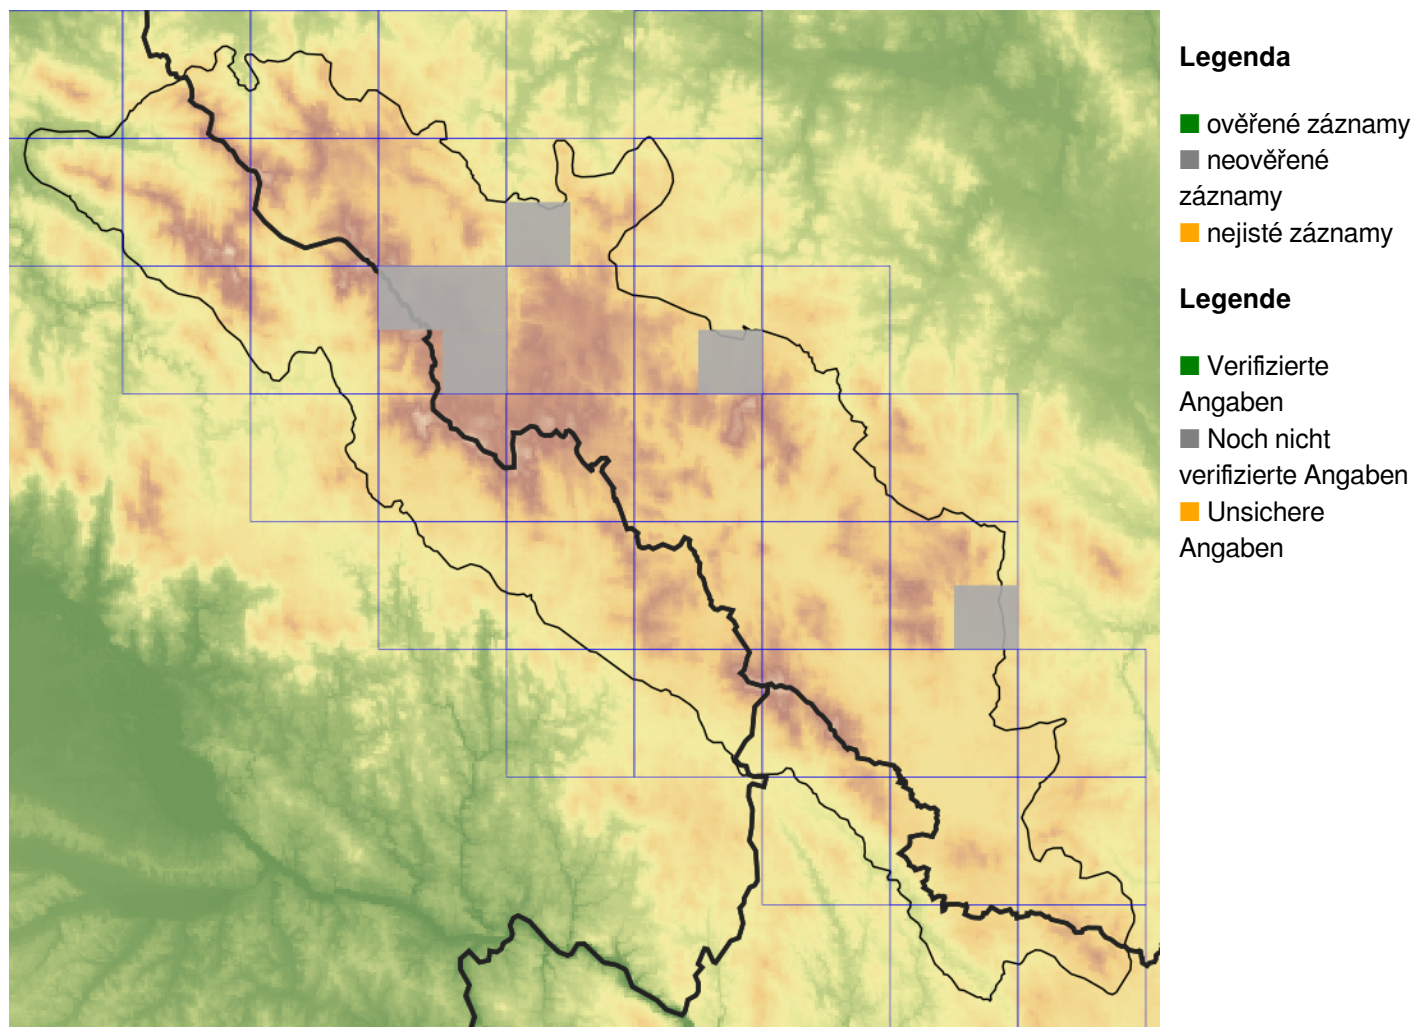 Legenda
ověřené záznamy
neověřené
záznamy
nejisté záznamy
Legende
Verifizierte
Angaben
Noch nicht
verifizierte Angaben
Unsichere
Angaben